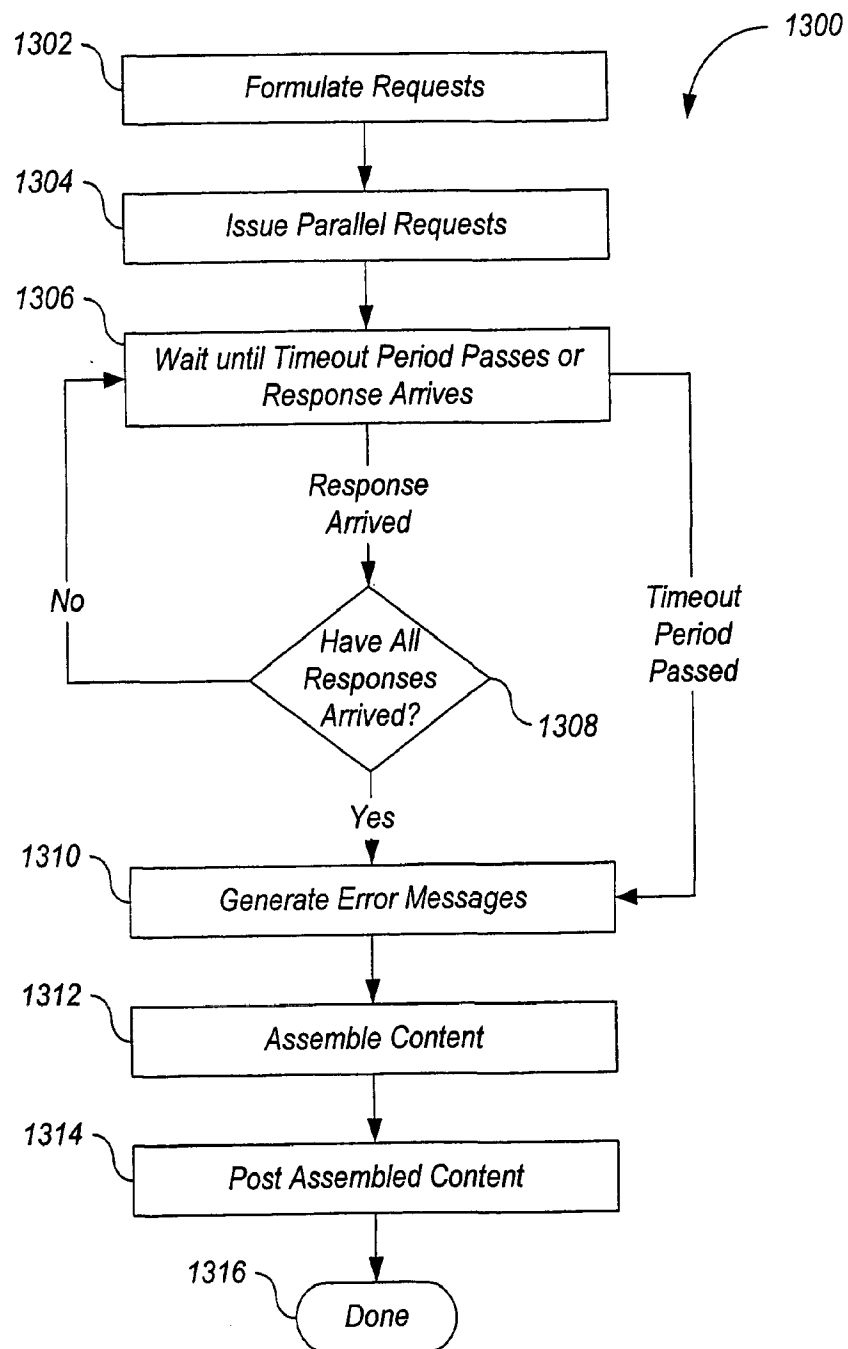 1300
1302
Formulate Requests
1304
Issue Parallel Requests
1306
Wait until Timeout Period Passes or
Response Arrives
Response
Arrived
No
Timeout
Period
Passed
Have All
Responses
Arrived?
1308
Yes
1310
Generate Error Messages
1312
Assemble Content
1314
Post Assembled Content
1316
Done